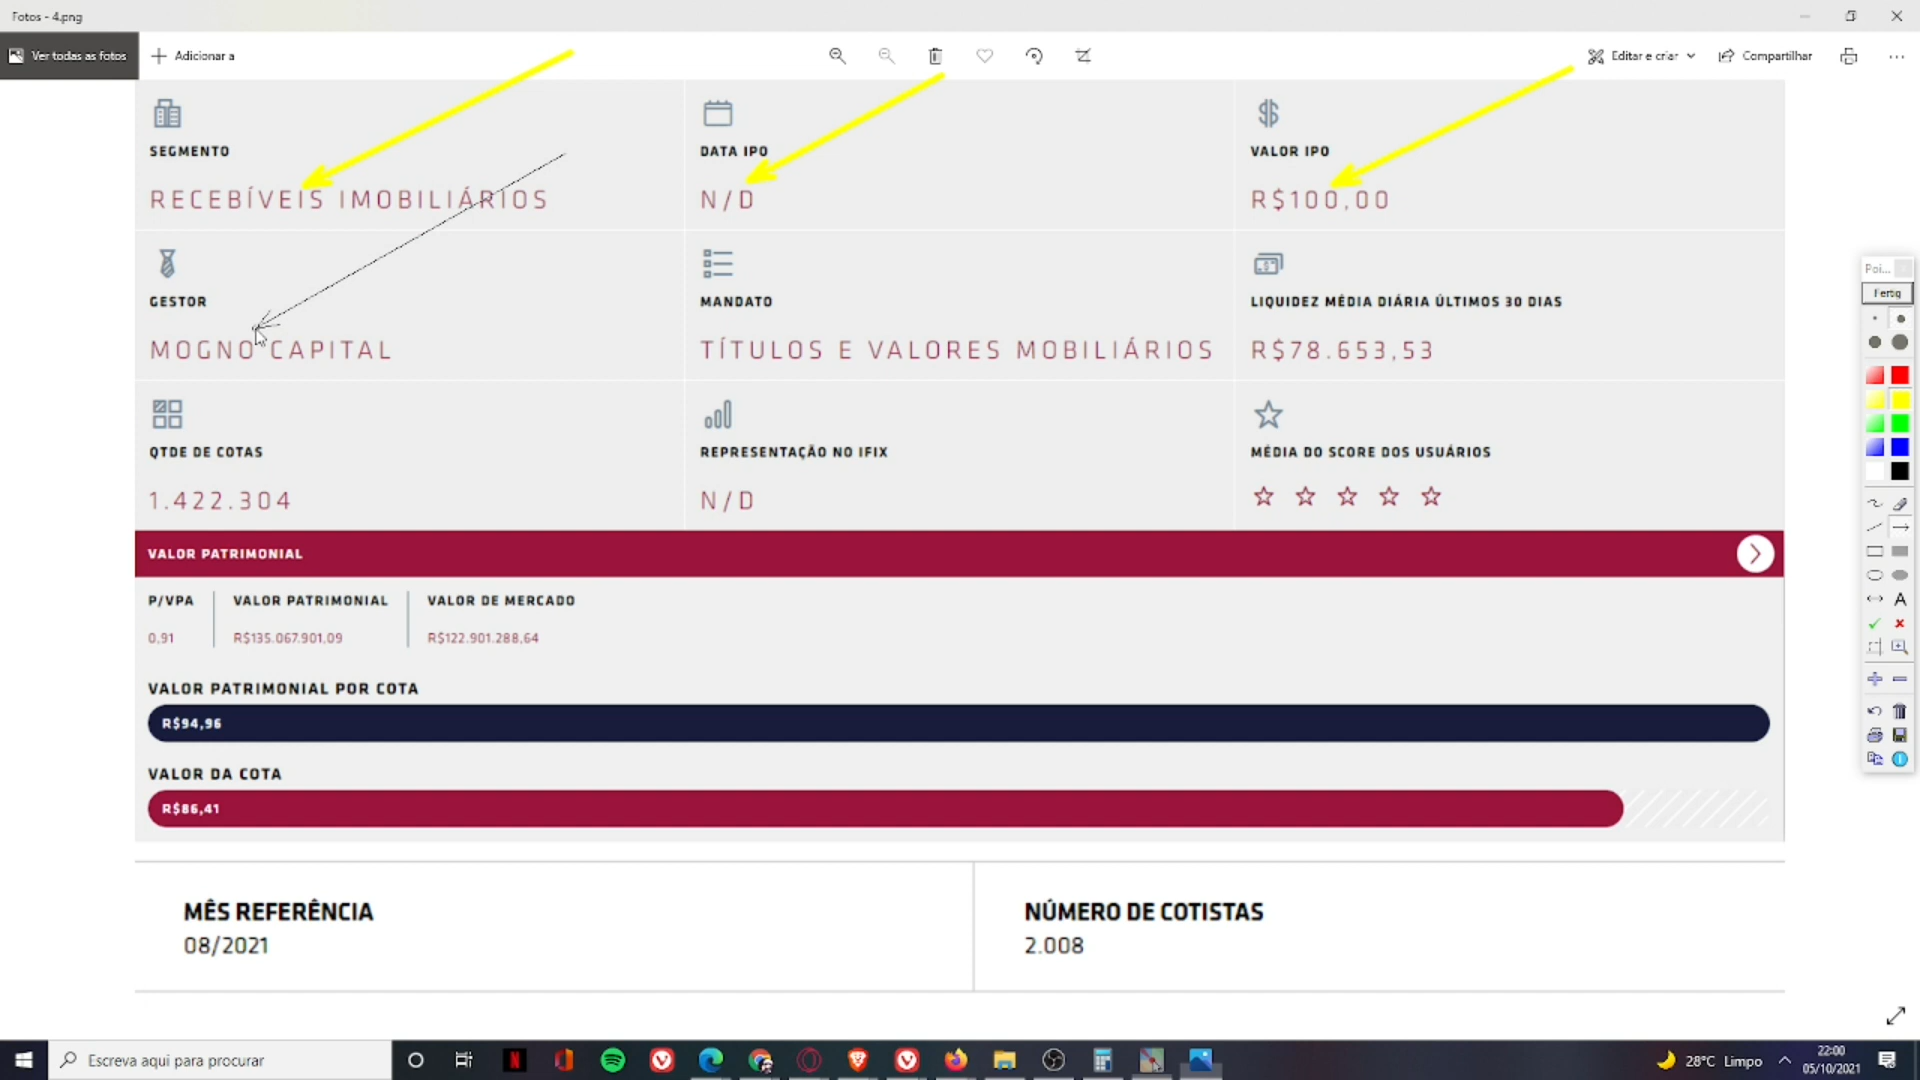 Fotos - 4.png
Ver todas as fotos
Adicionar a
Editar e criar
Compartilhar
SEGMENTO
DATA IPO
VALOR IPO
RECEBÍVEIS IMOBILIÁRIOS
N/D
R$100,00
GESTOR
MANDATO
LIQUIDEZ MÉDIA DIÁRIA ÚLTIMOS 30 DIAS
MOGNO CAPITAL
TÍTULOS E VALORES MOBILIÁRIOS
R$78.653,53
QTDE DE COTAS
REPRESENTAÇÃO NO IFIX
MÉDIA DO SCORE DOS USUÁRIOS
1.422.304
N/D
VALOR PATRIMONIAL
P/VPA
VALOR PATRIMONIAL
VALOR DE MERCADO
0,91
R$135.067.901,09
R$122.901.288,64
VALOR PATRIMONIAL POR COTA
R$94,96
VALOR DA COTA
R$86,41
MÊS REFERÊNCIA
08/2021
NÚMERO DE COTISTAS
2.008
Poi...
Fertig
A
Escreva aqui para procurar
28°C Limpo
22:00
05/10/2021